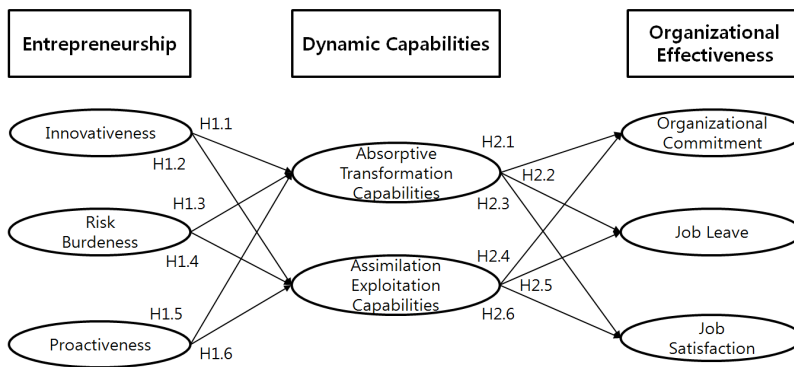 Entrepreneurship
Dynamic Capabilities
Organizational
Effectiveness
Innovativeness
H1.1
H1.2
Risk
Burdeness
H1.3
H1.4
Proactiveness
H1.5
H1.6
Absorptive
Transformation
Capabilities
H2.1
H2.2
H2.3
Assimilation
Exploitation
Capabilities
H2.4
H2.5
H2.6
Organizational
Commitment
Job Leave
Job
Satisfaction